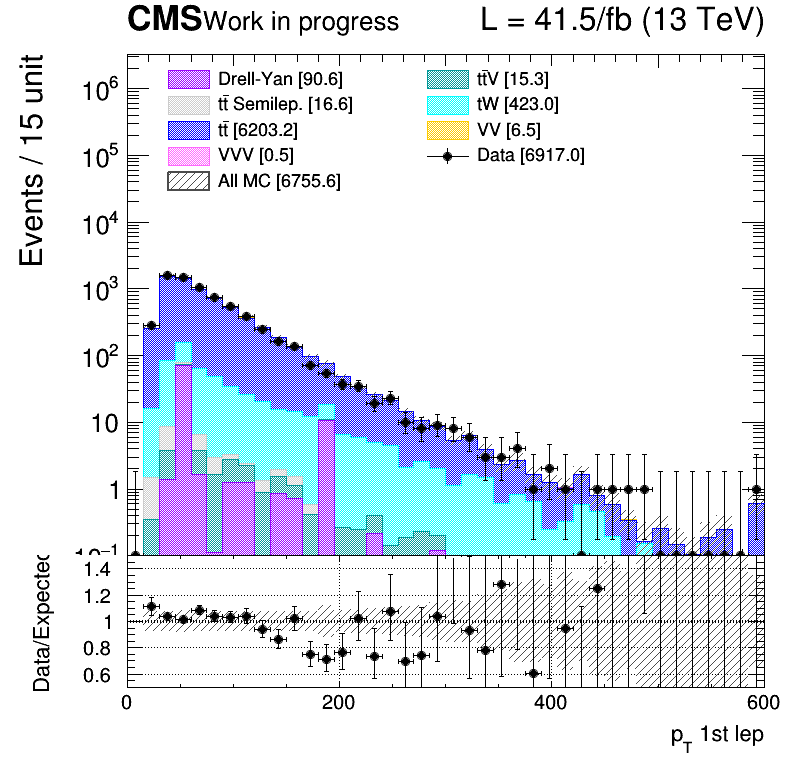 CMS Work in progress L = 41.5/fb (13 TeV)
Events / 15 unit
Drell-Yan [90.6]
tt̄ Semilep. [16.6]
tt̄ [6203.2]
VVV [0.5]
All MC [6755.6]
tt̄V [15.3]
tW [423.0]
VV [6.5]
Data [6917.0]
10⁶
10⁵
10⁴
10³
10²
10
1
10⁻¹
Data/Expected
1.4
1.2
1
0.8
0.6
0 200 400 600
p_T 1st lep